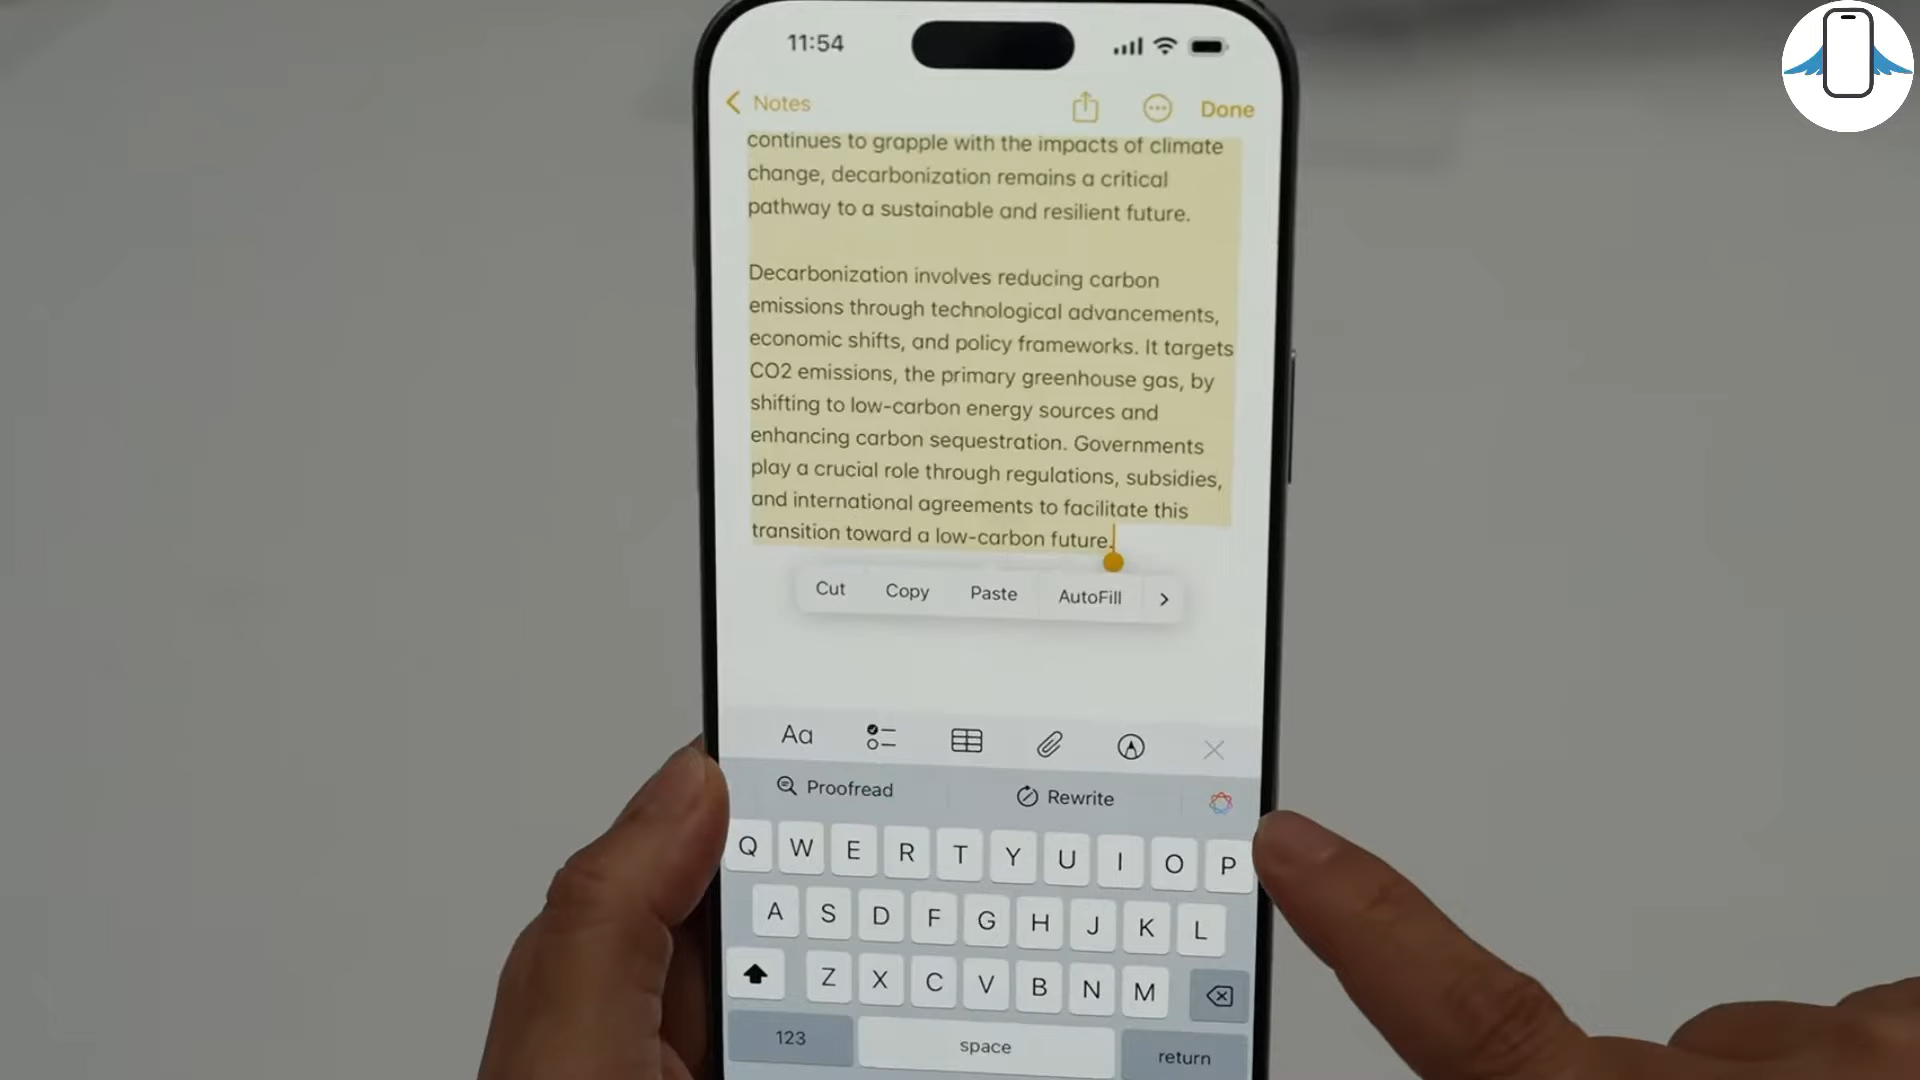 11:54
Notes
Done
continues to grapple with the impacts of climate
change, decarbonization remains a critical
pathway to a sustainable and resilient future.
Decarbonization involves reducing carbon
emissions through technological advancements,
economic shifts, and policy frameworks. It targets
CO2 emissions, the primary greenhouse gas, by
shifting to low-carbon energy sources and
enhancing carbon sequestration. Governments
play a crucial role through regulations, subsidies,
and international agreements to facilitate this
transition toward a low-carbon future.
Cut Copy Paste AutoFill
Aa
Proofread Rewrite
Q W E R T Y U I O P
A S D F G H J K L
Z X C V B N M
123 space return